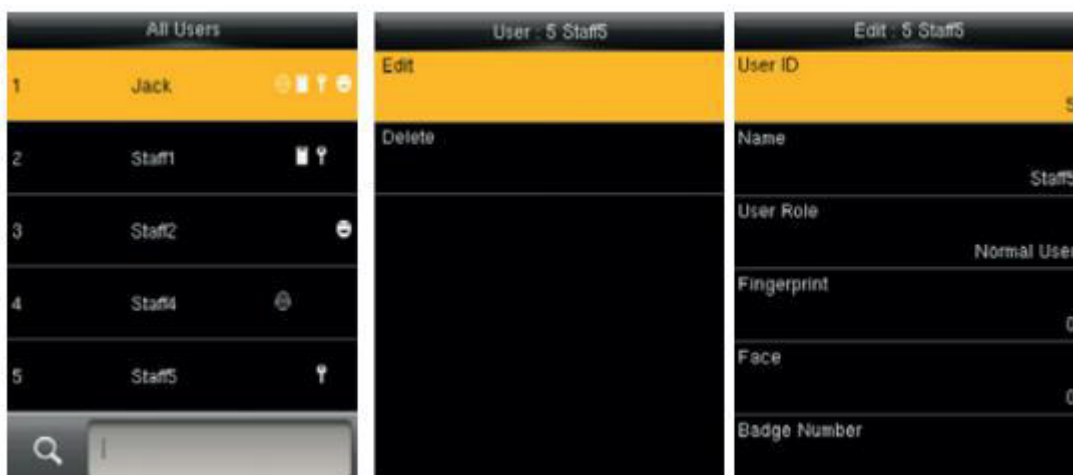 All Users
1 Jack
2 Staff1
3 Staff2
4 Staff4
5 Staff5
User : 5 Staff5
Edit
Delete
Edit : 5 Staff5
User ID
5
Name
Staff5
User Role
Normal User
Fingerprint
0
Face
0
Badge Number